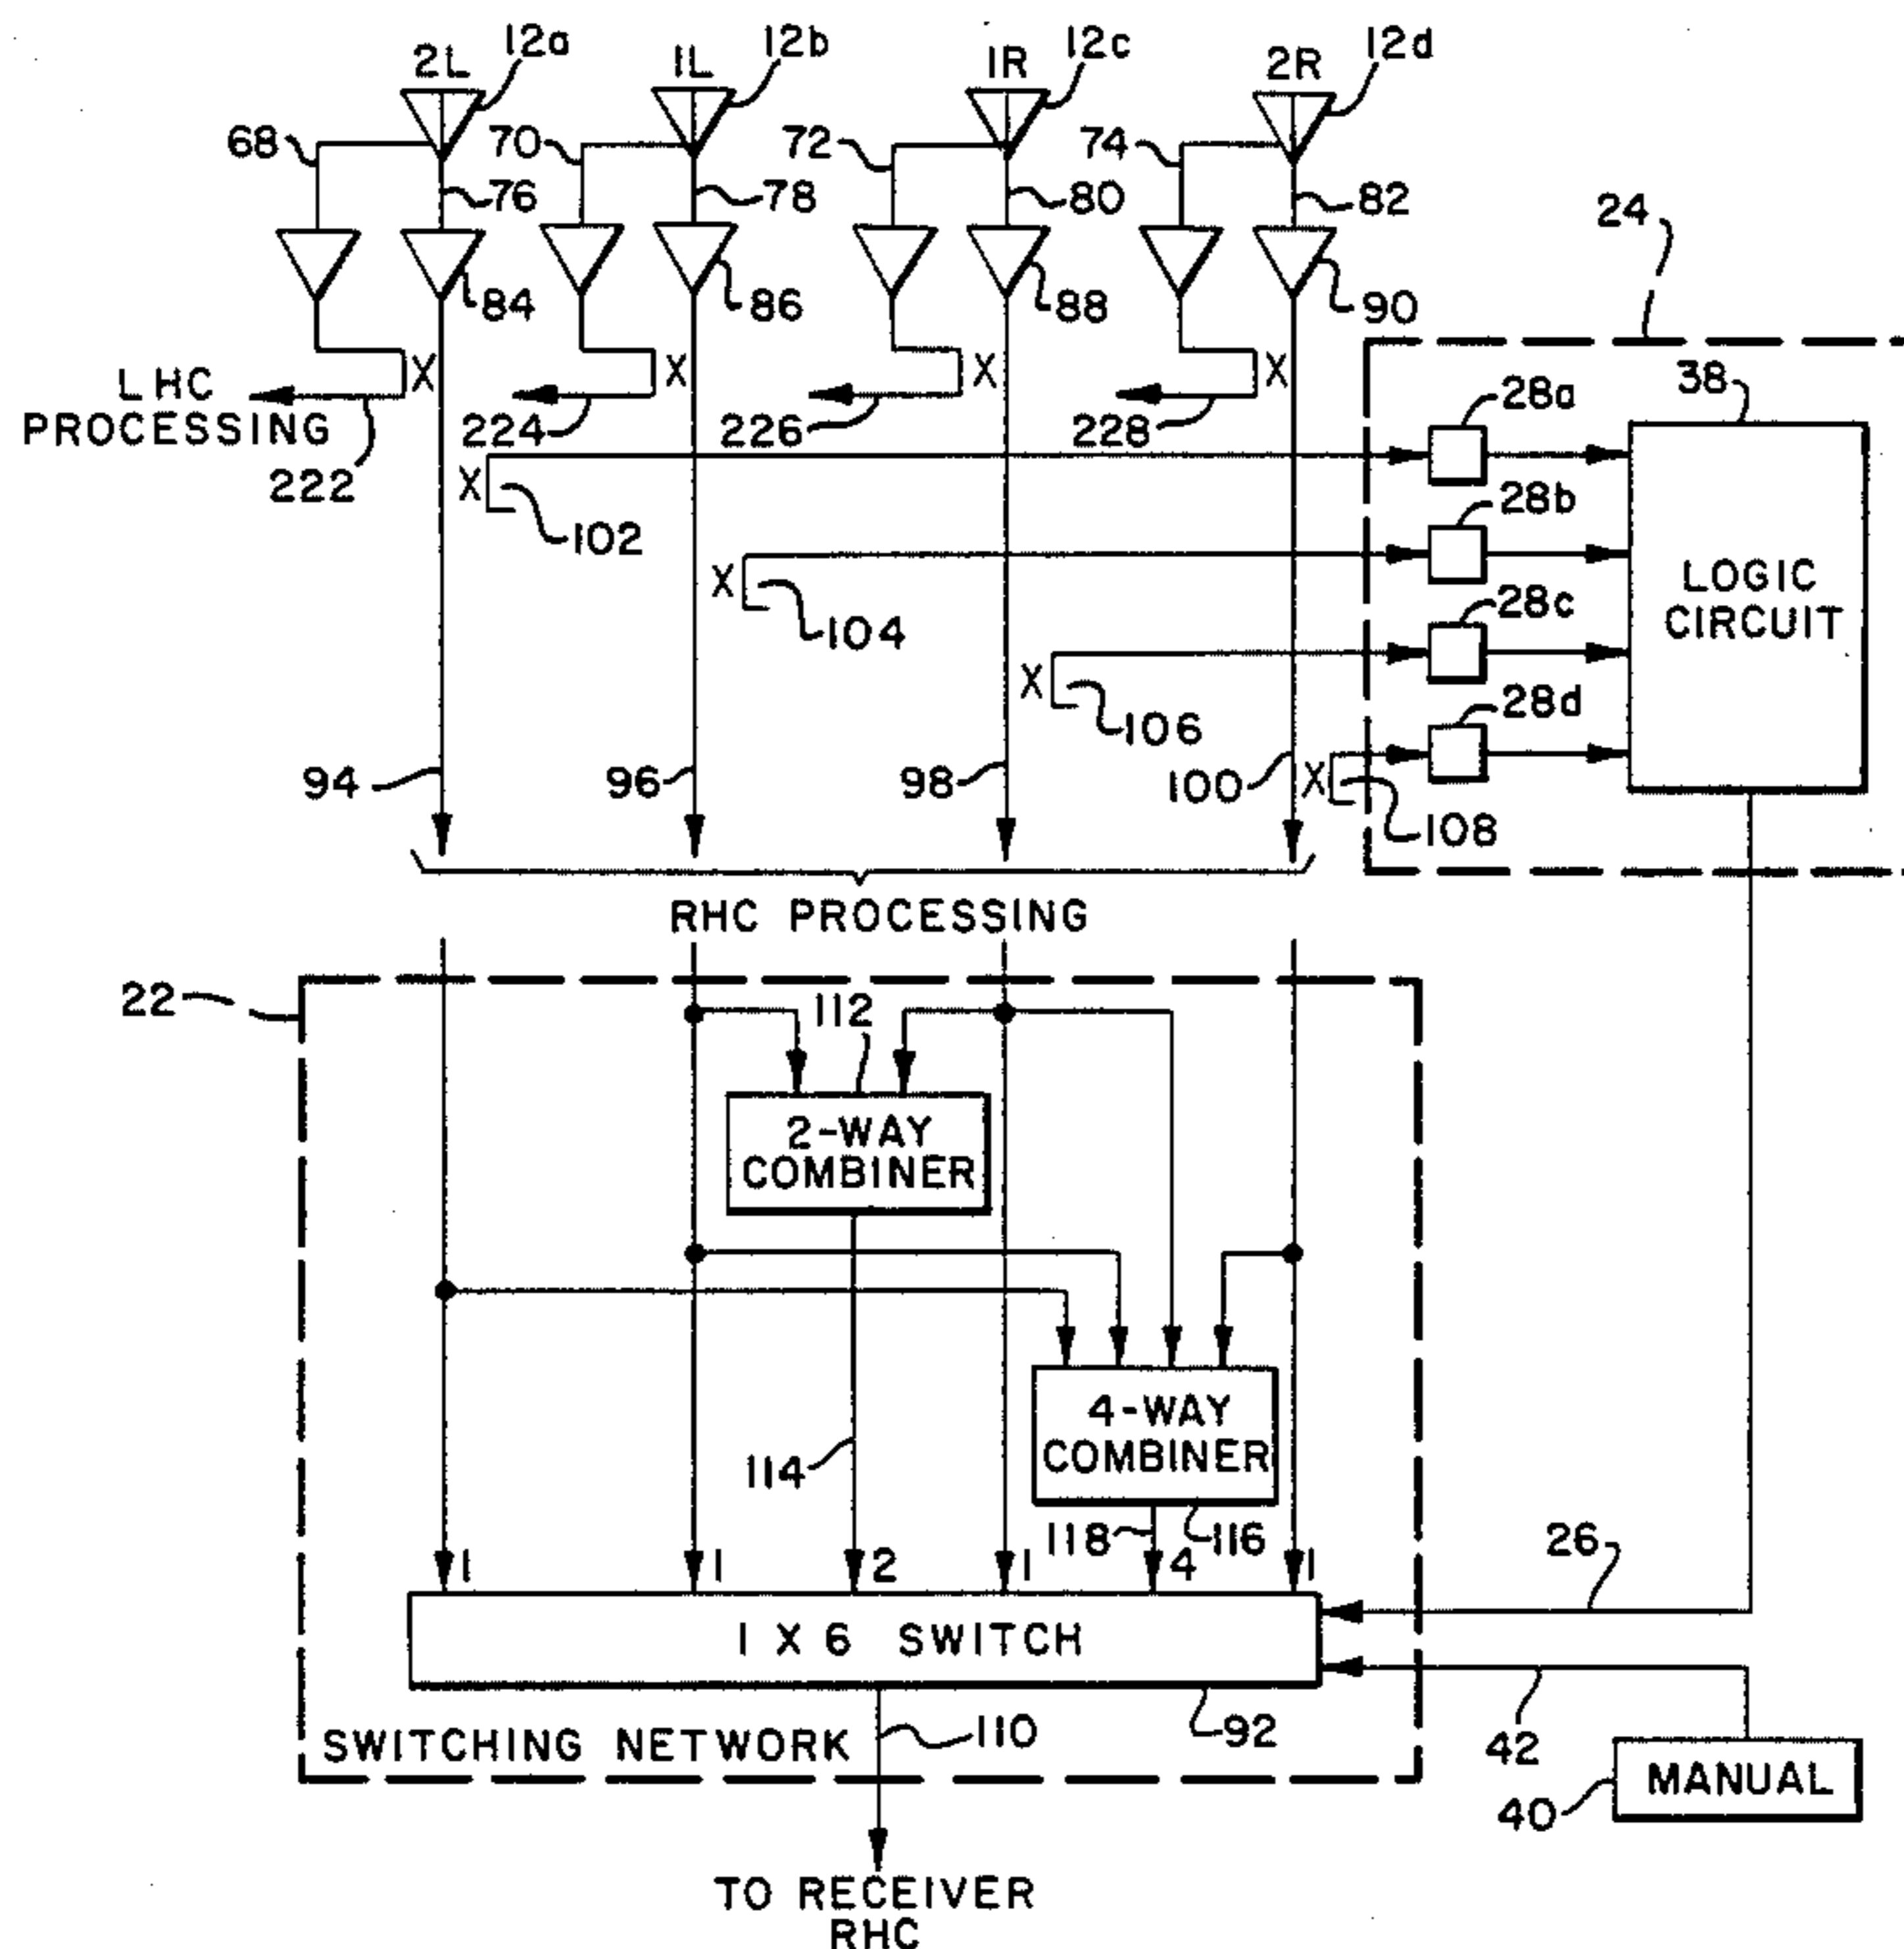 2L 12a 1L 12b 1R 12c 2R 12d
68 70 72 74
76 78 80 82 24
84 86 88 90
38
X X X X
LHC
PROCESSING
28a
222 224 226 228
X 102
28b
X 104
LOGIC
CIRCUIT
28c
X 106
28d
94 96 98 100 X 108
RHC PROCESSING
22
112
2-WAY
COMBINER
4-WAY
COMBINER
114 118 116
26
1 1 2 1 4 1
1 X 6 SWITCH
SWITCHING NETWORK 110 92 42
MANUAL
40
TO RECEIVER
RHC